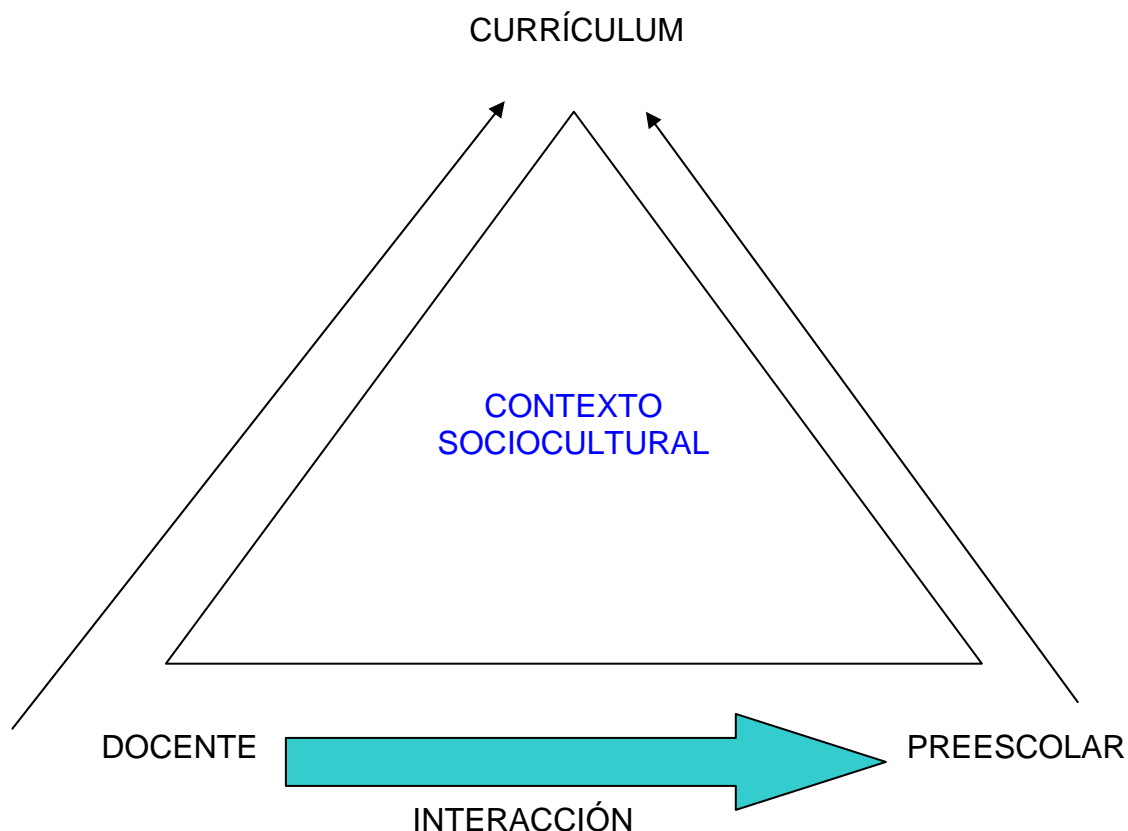 CURRÍCULUM
CONTEXTO
SOCIOCULTURAL
DOCENTE
PREESCOLAR
INTERACCIÓN